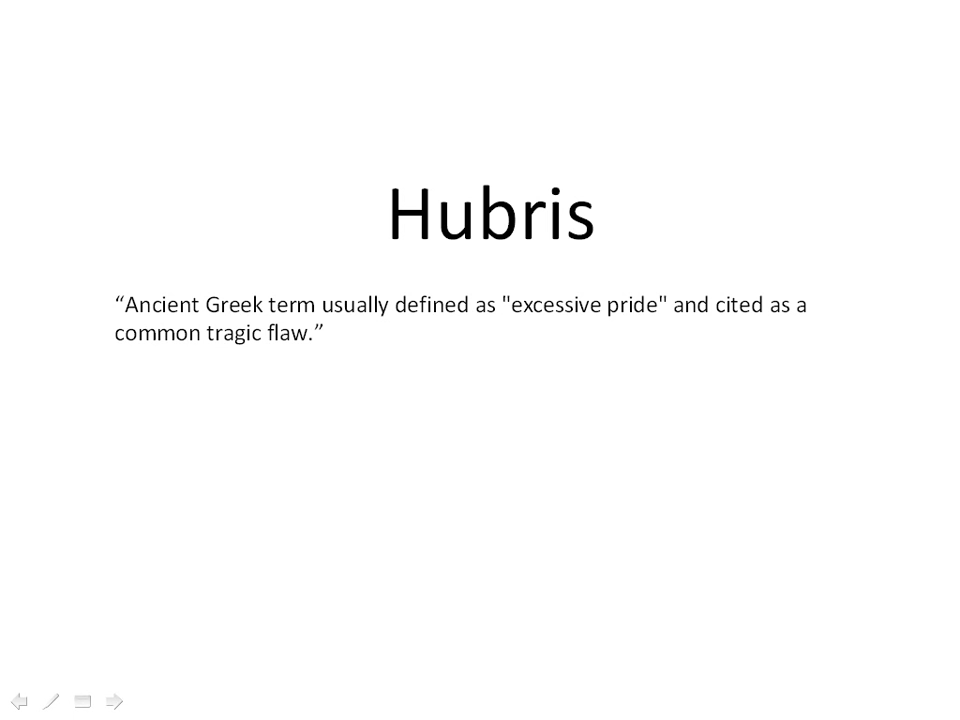 Hubris
“Ancient Greek term usually defined as "excessive pride" and cited as a
common tragic flaw.”